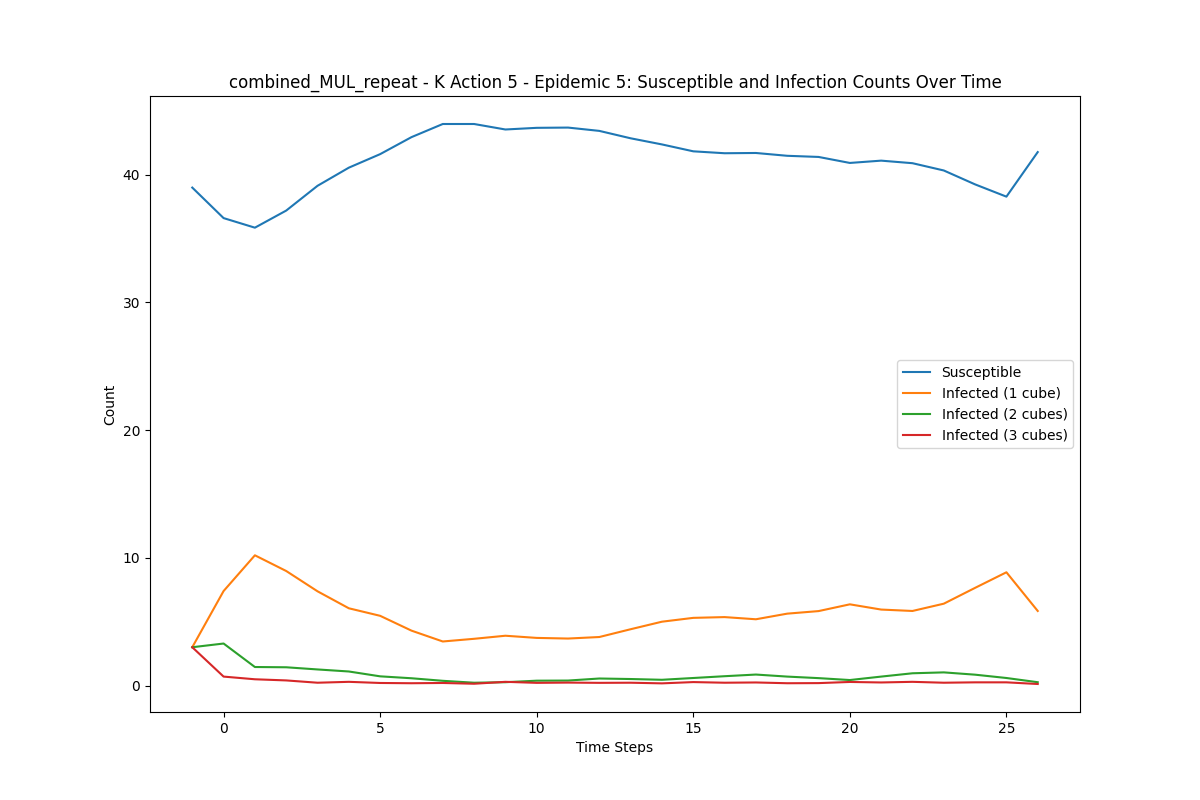 combined_MUL_repeat - K Action 5 - Epidemic 5: Susceptible and Infection Counts Over Time
40
30
20
10
0
Count
Susceptible
Infected (1 cube)
Infected (2 cubes)
Infected (3 cubes)
0 5 10 15 20 25
Time Steps